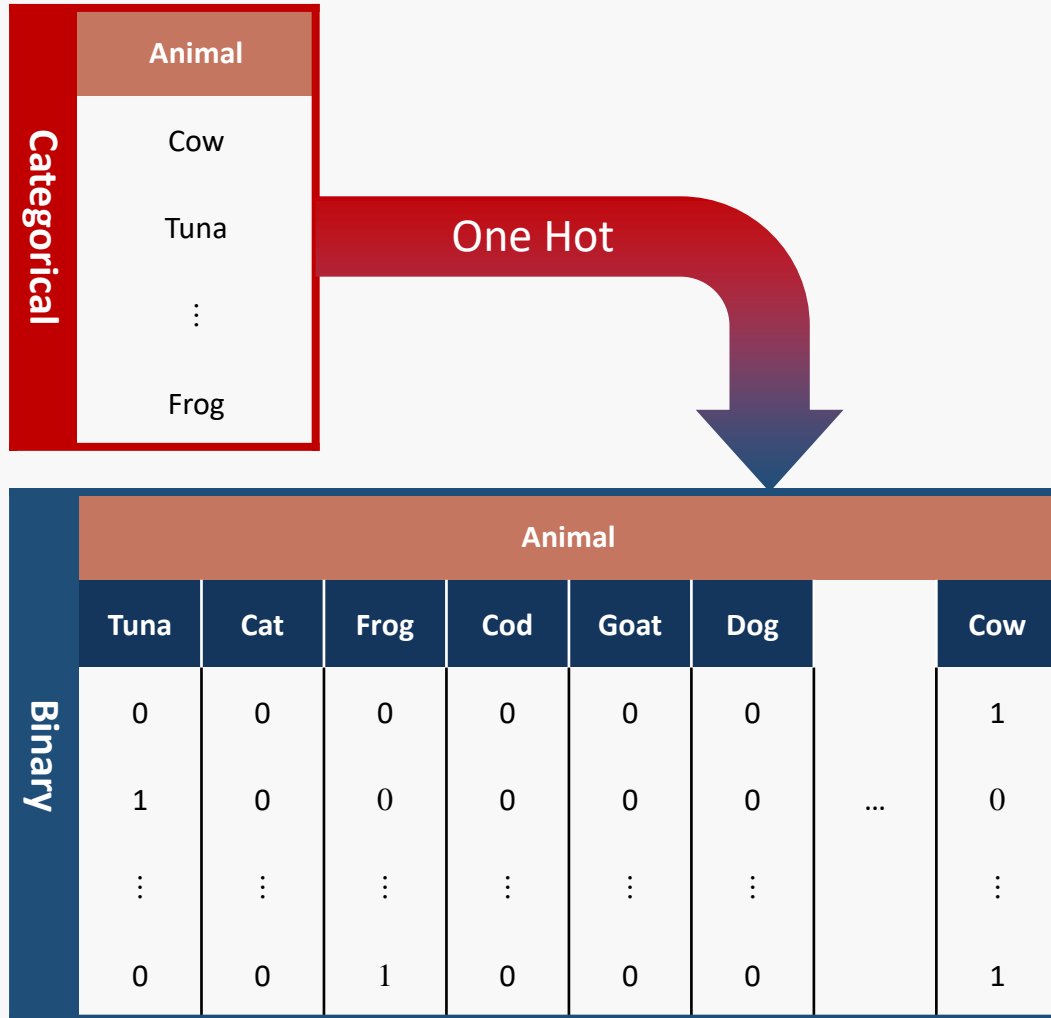 Categorical
Animal
Cow
Tuna
⋮
Frog
One Hot
Binary
Animal
Tuna Cat Frog Cod Goat Dog Cow
0 0 0 0 0 0 1
1 0 0 0 0 0 ... 0
⋮ ⋮ ⋮ ⋮ ⋮ ⋮ ⋮
0 0 1 0 0 0 1